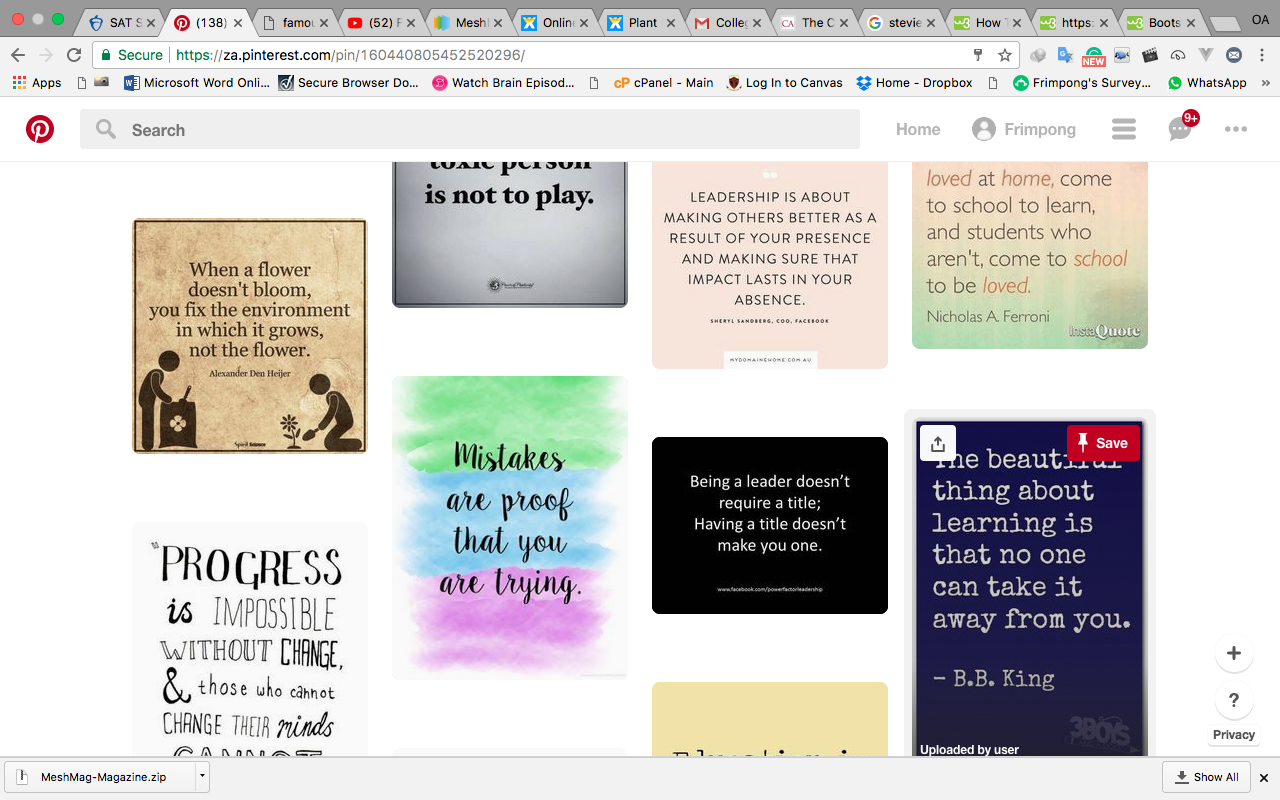 SAT S
(138)
famou
(52) F
Mesh
Online
Plant
Colleg
The C
stevie
How T
https:
Boots
OA
Secure
https://za.pinterest.com/pin/160440805452520296/
NEW
Apps
Microsoft Word Onli...
Secure Browser Do...
Watch Brain Episod...
cP cPanel - Main
Log In to Canvas
Home - Dropbox
Frimpong's Survey...
WhatsApp
»
Search
Home
Frimpong
9+
When a flower
doesn't bloom,
you fix the environment
in which it grows,
not the flower.
Alexander Den Heijer
Spirit Science
PROGRESS
is IMPOSSIBLE
WITHOUT CHANGE,
& those who cannot
CHANGE THEIR minds
CANNOT
toxic person
is not to play.
Mistakes
are proof
that you
are trying.
LEADERSHIP IS ABOUT
MAKING OTHERS BETTER AS A
RESULT OF YOUR PRESENCE
AND MAKING SURE THAT
IMPACT LASTS IN YOUR
ABSENCE.
SHERYL SANDBERG, COO, FACEBOOK
MYDOMAINEHOME.COM.AU
Being a leader doesn't
require a title;
Having a title doesn't
make you one.
www.facebook.com/powerfactorleadership
loved at home, come
to school to learn,
and students who
aren't, come to school
to be loved.
Nicholas A. Ferroni
InstaQuote
Save
The beautiful
thing about
learning is
that no one
can take it
away from you.
- B.B. King
3BOYS
Uploaded by user
+
?
Privacy
MeshMag-Magazine.zip
Show All